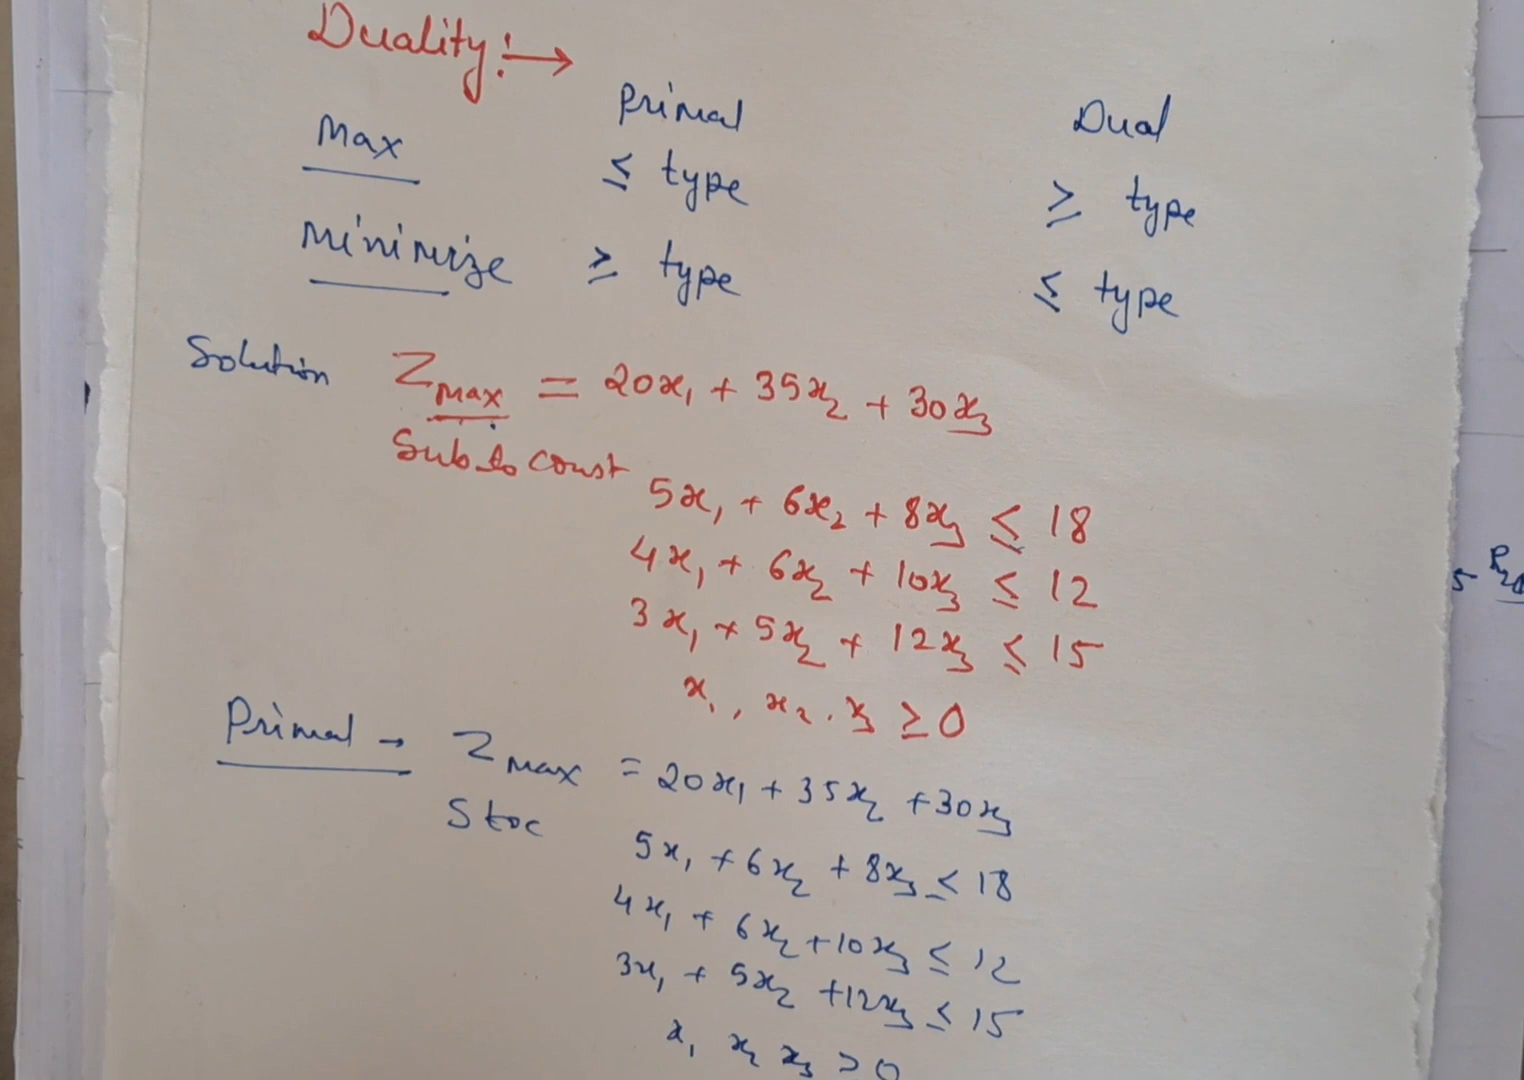 Duality:→
Primal Dual
Max ≤ type ≥ type
Minimize ≥ type ≤ type
Solution Zmax = 20x₁ + 35x₂ + 30x₃
Sub to const
5x₁ + 6x₂ + 8x₃ ≤ 18
4x₁ + 6x₂ + 10x₃ ≤ 12
3x₁ + 5x₂ + 12x₃ ≤ 15
x₁, x₂, x₃ ≥ 0
Primal → Zmax = 20x₁ + 35x₂ + 30x₃
Stoc
5x₁ + 6x₂ + 8x₃ ≤ 18
4x₁ + 6x₂ + 10x₃ ≤ 12
3x₁ + 5x₂ + 12x₃ ≤ 15
x₁ x₂ x₃ > 0